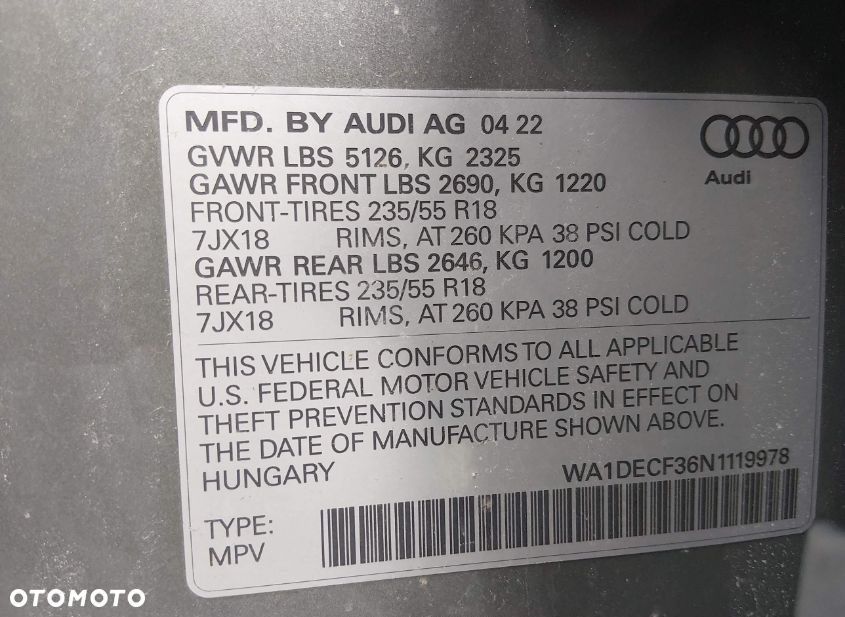 MFD. BY AUDI AG 04 22
GVWR LBS 5126, KG 2325
GAWR FRONT LBS 2690, KG 1220
FRONT-TIRES 235/55 R18
7JX18 RIMS, AT 260 KPA 38 PSI COLD
GAWR REAR LBS 2646, KG 1200
REAR-TIRES 235/55 R18
7JX18 RIMS, AT 260 KPA 38 PSI COLD
Audi
THIS VEHICLE CONFORMS TO ALL APPLICABLE
U.S. FEDERAL MOTOR VEHICLE SAFETY AND
THEFT PREVENTION STANDARDS IN EFFECT ON
THE DATE OF MANUFACTURE SHOWN ABOVE.
HUNGARY WA1DECF36N1119978
TYPE:
MPV
OTOMOTO